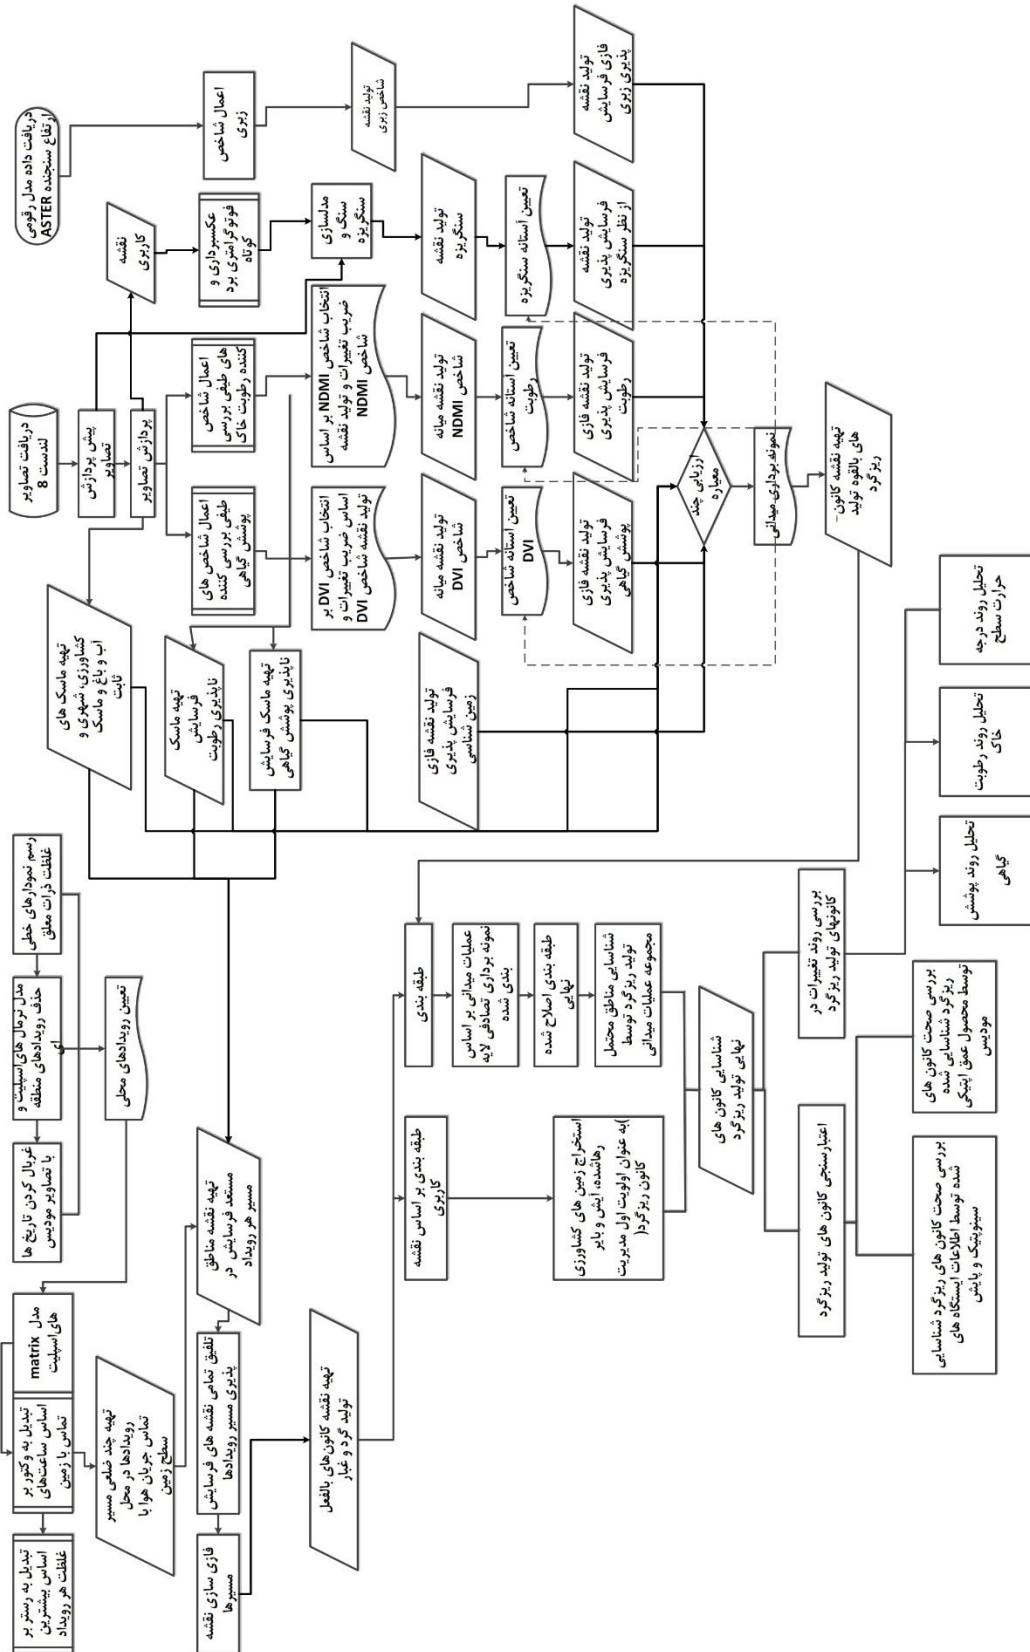 دریافت داده مدل رقومی
ارتفاع سنجنده ASTER
اعمال شاخص
زبری
تولید نقشه
شاخص زبری
تولید نقشه
فازی فرسایش
پذیری زبری
نقشه
کاربری
عکسبرداری و
فوتوگرامتری برد
کوتاه
مدلسازی
سنگ و
سنگریزه
تولید نقشه
سنگریزه
تعیین آستانه سنگریزه
تولید نقشه
فرسایش پذیری
از نظر سنگریزه
دریافت تصاویر
لندست 8
پیش پردازش
تصاویر
پردازش تصاویر
اعمال شاخص
های طیفی بررسی
کننده رطوبت خاک
انتخاب شاخص NDMI بر اساس
ضریب تغییرات و تولید نقشه
شاخص NDMI
تولید نقشه میانه
شاخص NDMI
تعیین آستانه شاخص
رطوبت
تولید نقشه فازی
فرسایش پذیری
رطوبت
اعمال شاخص های
طیفی بررسی کننده
پوشش گیاهی
انتخاب شاخص DVI بر
اساس ضریب تغییرات و
تولید نقشه شاخص DVI
تولید نقشه میانه
شاخص DVI
تعیین آستانه شاخص
DVI
تولید نقشه فازی
فرسایش پذیری
پوشش گیاهی
ارزیابی چند
معیاره
نمونه برداری میدانی
تهیه نقشه کانون-
های بالقوه تولید
ریزگرد
تهیه ماسک های
کشاورزی، شهری و
آب و باغ و ماسک
ثابت
تهیه ماسک
فرسایش
ناپذیری رطوبت
تهیه ماسک فرسایش
ناپذیری پوشش گیاهی
تولید نقشه فازی
فرسایش پذیری
زمین شناسی
رسم نمودارهای خطی
غلظت ذرات معلق
مدل نرمال های‌اسپلیت و
حذف رویدادهای منطقه
ای
غربال کردن تاریخ ها
با تصاویر مودیس
تعیین رویدادهای محلی
مدل matrix
های‌اسپلیت
تبدیل به وکتور بر
اساس ساعت‌های
تماس با زمین
تبدیل به رستر بر
اساس بیشترین
غلظت هر رویداد
تهیه چند ضلعی مسیر
رویدادها در محل
تماس جریان هوا با
سطح زمین
تهیه نقشه مناطق
مستعد فرسایش در
مسیر هر رویداد
تلفیق تمامی نقشه های فرسایش
پذیری مسیر رویدادها
فازی سازی نقشه
مسیرها
تهیه نقشه کانون‌های بالفعل
تولید گرد و غبار
طبقه بندی
عملیات میدانی بر اساس
نمونه برداری تصادفی لایه
بندی شده
طبقه بندی اصلاح شده
نهایی
شناسایی مناطق محتمل
تولید ریزگرد توسط
مجموعه عملیات میدانی
طبقه بندی بر اساس نقشه
کاربری
استخراج زمین های کشاورزی
رهاشده، آیش و بایر
)به عنوان اولویت اول مدیریت
کانون ریزگرد(
شناسایی کانون های
نهایی تولید ریزگرد
بررسی روند تغییرات در
کانونهای تولید ریزگرد
تحلیل روند درجه
حرارت سطح
تحلیل روند رطوبت
خاک
تحلیل روند پوشش
گیاهی
اعتبارسنجی کانون های تولید ریزگرد
بررسی صحت کانون های
ریزگرد شناسایی شده
توسط محصول عمق اپتیکی
مودیس
بررسی صحت کانون های ریزگرد شناسایی
شده توسط اطلاعات ایستگاه های
سینوپتیک و پایش